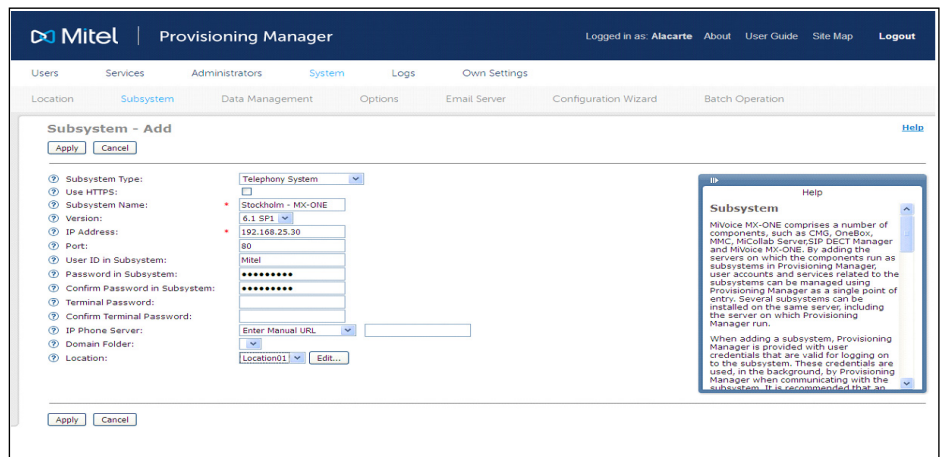 Mitel | Provisioning Manager
Logged in as: Alacarte About User Guide Site Map Logout
Users Services Administrators System Logs Own Settings
Location Subsystem Data Management Options Email Server Configuration Wizard Batch Operation
Subsystem - Add
Help
Apply Cancel
Subsystem Type: Telephony System
Use HTTPS:
Subsystem Name: * Stockholm - MX-ONE
Version: 6.1 SP1
IP Address: * 192.168.25.30
Port: 80
User ID in Subsystem: Mitel
Password in Subsystem: •••••••••
Confirm Password in Subsystem: •••••••••
Terminal Password:
Confirm Terminal Password:
IP Phone Server: Enter Manual URL
Domain Folder:
Location: Location01 Edit...
Apply Cancel
Help
Subsystem
MiVoice MX-ONE comprises a number of
components, such as CMG, OneBox,
MMC, MiCollab Server,SIP DECT Manager
and MiVoice MX-ONE. By adding the
servers on which the components run as
subsystems in Provisioning Manager,
user accounts and services related to the
subsystems can be managed using
Provisioning Manager as a single point of
entry. Several subsystems can be
installed on the same server, including
the server on which Provisioning
Manager run.
When adding a subsystem, Provisioning
Manager is provided with user
credentials that are valid for logging on
to the subsystem. These credentials are
used, in the background, by Provisioning
Manager when communicating with the
subsystem. It is recommended that an